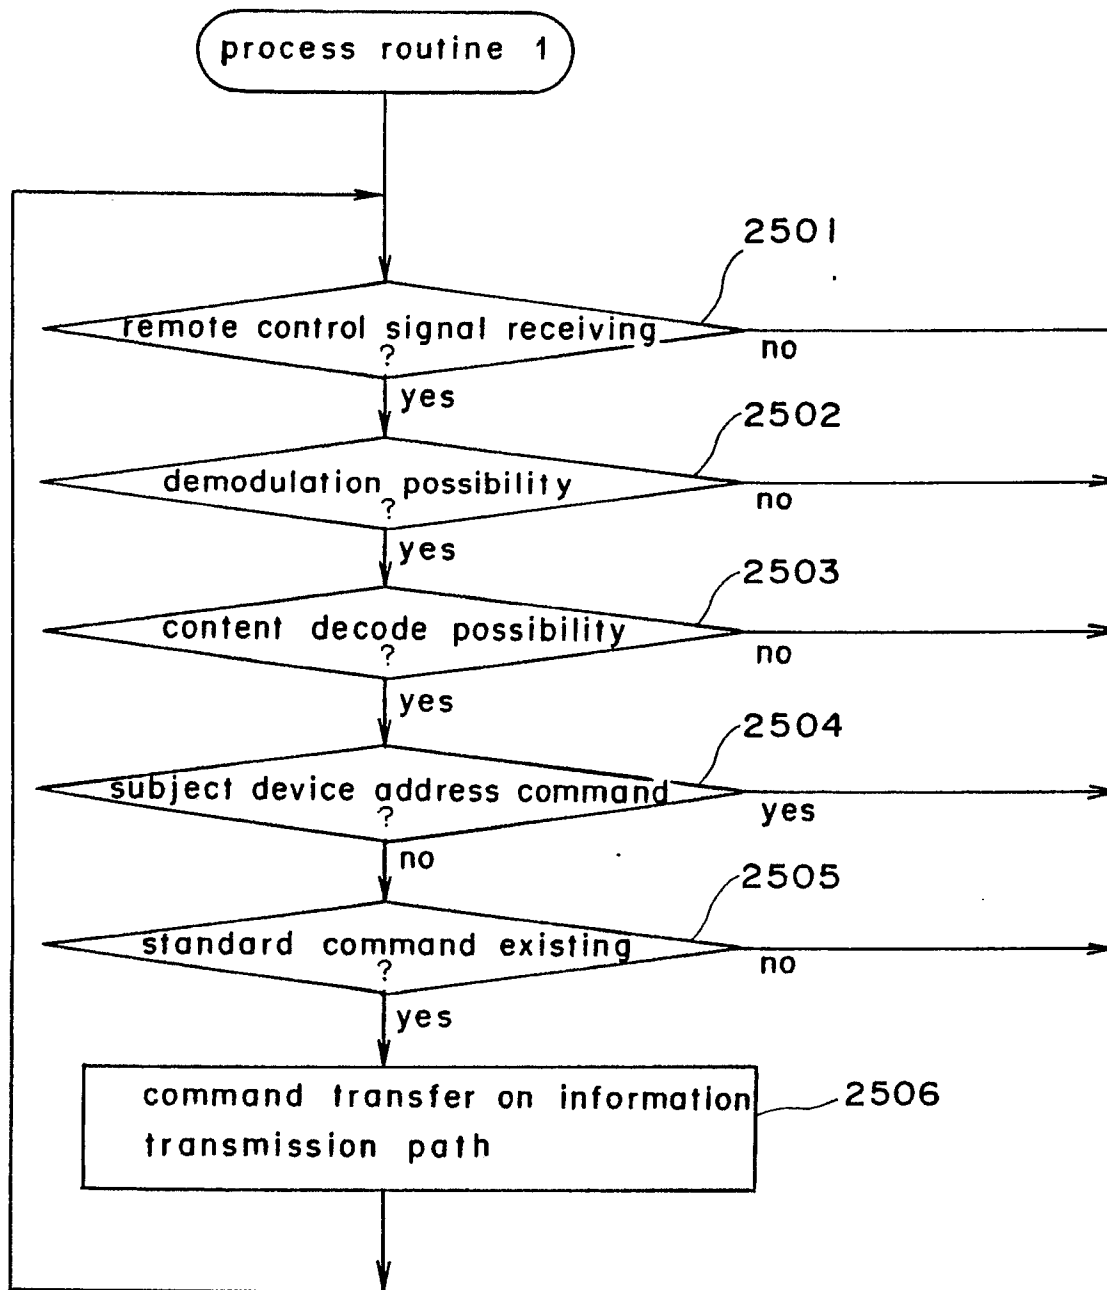 process routine 1
2501
remote control signal receiving
?
no
yes
2502
demodulation possibility
?
no
yes
2503
content decode possibility
?
no
yes
2504
subject device address command
?
yes
no
2505
standard command existing
?
no
yes
command transfer on information
transmission path
2506